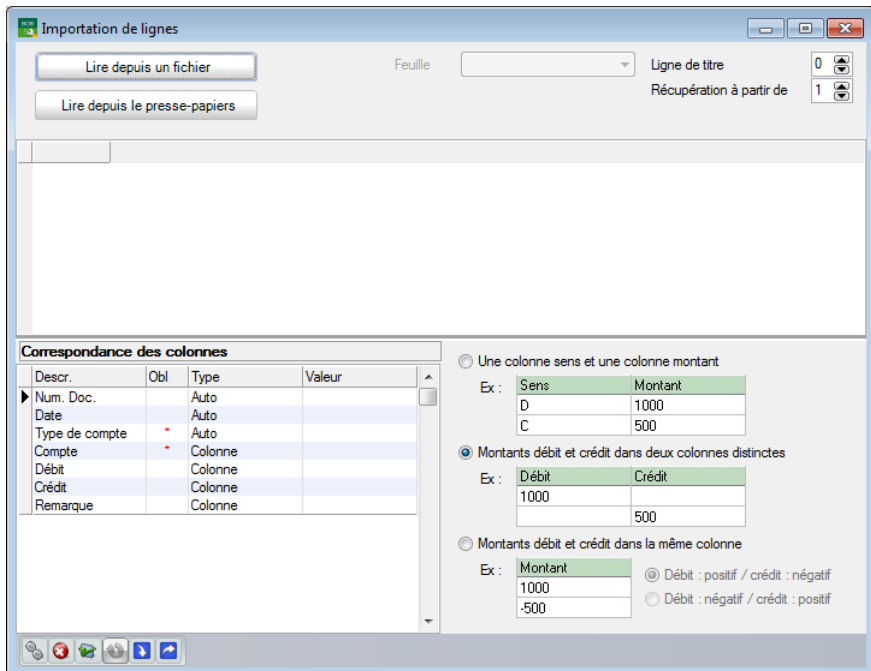 Importation de lignes
Lire depuis un fichier
Feuille
Ligne de titre 0
Lire depuis le presse-papiers
Récupération à partir de 1
Correspondance des colonnes
Descr. Obl Type Valeur
Num. Doc. Auto
Date Auto
Type de compte * Auto
Compte * Colonne
Débit Colonne
Crédit Colonne
Remarque Colonne
Une colonne sens et une colonne montant
Ex : Sens Montant
D 1000
C 500
Montants débit et crédit dans deux colonnes distinctes
Ex : Débit Crédit
1000
500
Montants débit et crédit dans la même colonne
Ex : Montant
1000
-500
Débit : positif / crédit : négatif
Débit : négatif / crédit : positif